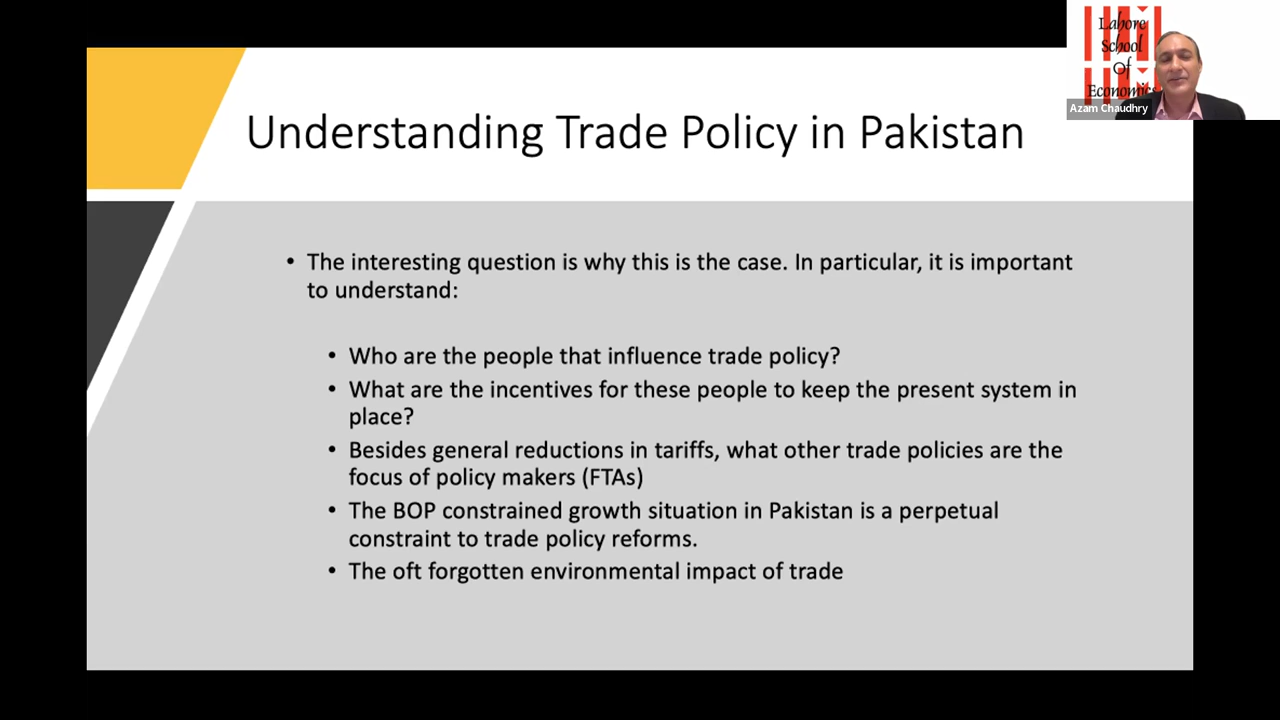 Lahore
School
Of
Economics
Azam Chaudhry
Understanding Trade Policy in Pakistan
• The interesting question is why this is the case. In particular, it is important
to understand:
• Who are the people that influence trade policy?
• What are the incentives for these people to keep the present system in
place?
• Besides general reductions in tariffs, what other trade policies are the
focus of policy makers (FTAs)
• The BOP constrained growth situation in Pakistan is a perpetual
constraint to trade policy reforms.
• The oft forgotten environmental impact of trade